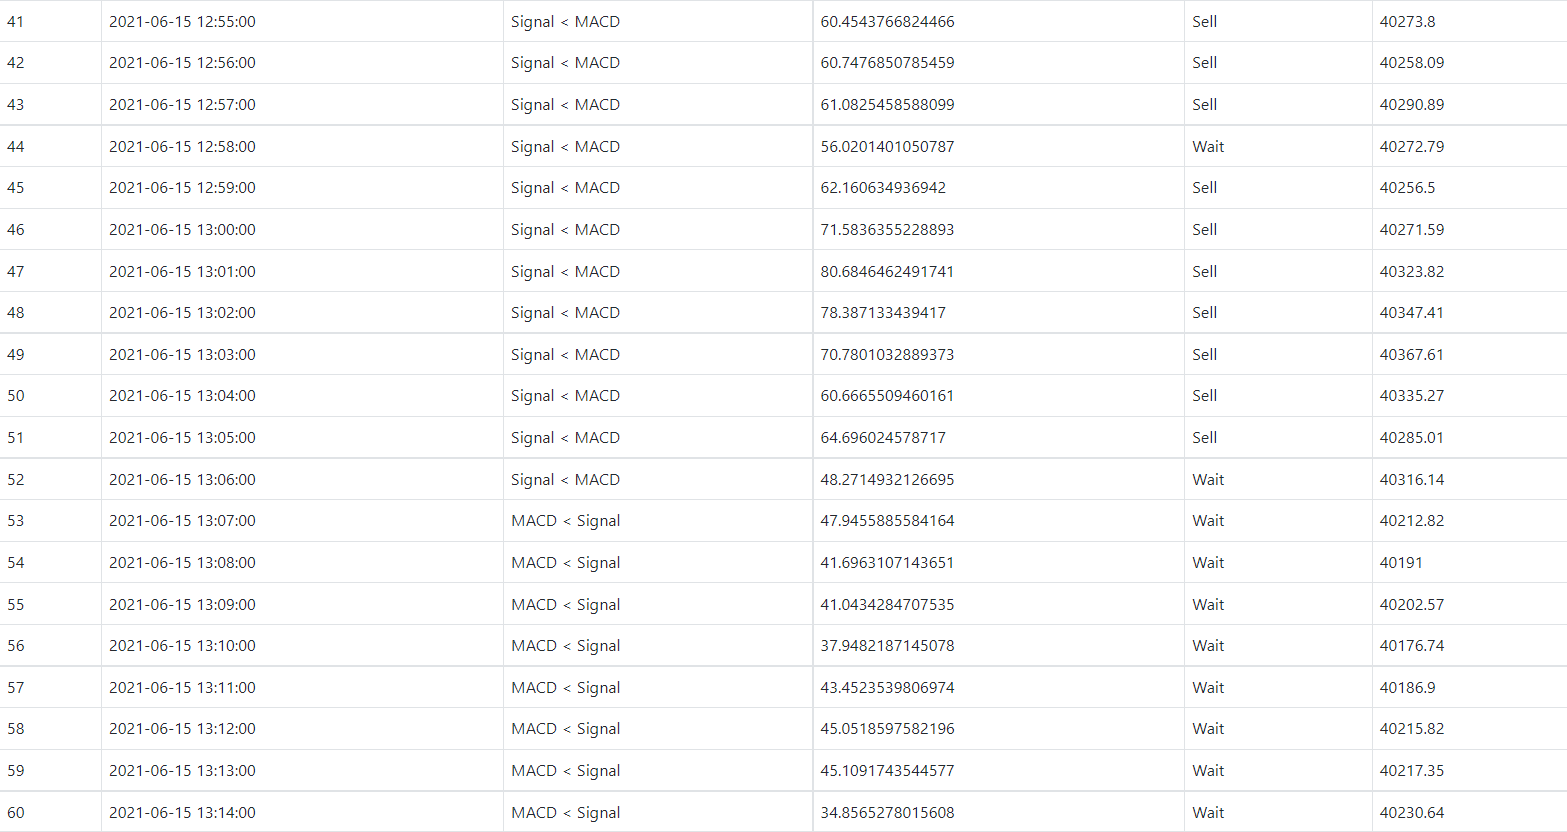 41 2021-06-15 12:55:00 Signal < MACD 60.4543766824466 Sell 40273.8
42 2021-06-15 12:56:00 Signal < MACD 60.7476850785459 Sell 40258.09
43 2021-06-15 12:57:00 Signal < MACD 61.0825458588099 Sell 40290.89
44 2021-06-15 12:58:00 Signal < MACD 56.0201401050787 Wait 40272.79
45 2021-06-15 12:59:00 Signal < MACD 62.160634936942 Sell 40256.5
46 2021-06-15 13:00:00 Signal < MACD 71.5836355228893 Sell 40271.59
47 2021-06-15 13:01:00 Signal < MACD 80.6846462491741 Sell 40323.82
48 2021-06-15 13:02:00 Signal < MACD 78.387133439417 Sell 40347.41
49 2021-06-15 13:03:00 Signal < MACD 70.7801032889373 Sell 40367.61
50 2021-06-15 13:04:00 Signal < MACD 60.6665509460161 Sell 40335.27
51 2021-06-15 13:05:00 Signal < MACD 64.696024578717 Sell 40285.01
52 2021-06-15 13:06:00 Signal < MACD 48.2714932126695 Wait 40316.14
53 2021-06-15 13:07:00 MACD < Signal 47.9455885584164 Wait 40212.82
54 2021-06-15 13:08:00 MACD < Signal 41.6963107143651 Wait 40191
55 2021-06-15 13:09:00 MACD < Signal 41.0434284707535 Wait 40202.57
56 2021-06-15 13:10:00 MACD < Signal 37.9482187145078 Wait 40176.74
57 2021-06-15 13:11:00 MACD < Signal 43.4523539806974 Wait 40186.9
58 2021-06-15 13:12:00 MACD < Signal 45.0518597582196 Wait 40215.82
59 2021-06-15 13:13:00 MACD < Signal 45.1091743544577 Wait 40217.35
60 2021-06-15 13:14:00 MACD < Signal 34.8565278015608 Wait 40230.64